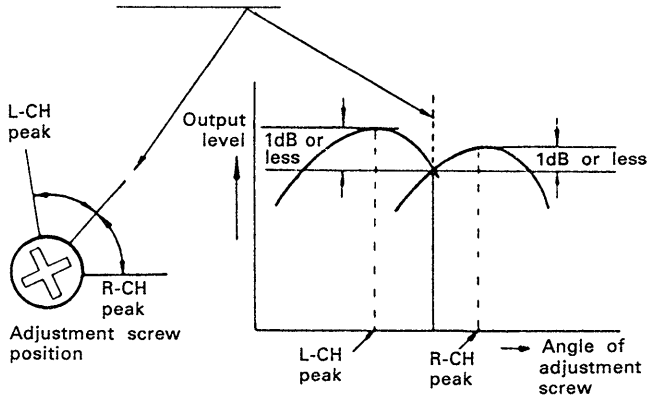 L-CH
peak
R-CH
peak
Adjustment screw
position
Output
level
1dB or
less
1dB or less
L-CH
peak
R-CH
peak
Angle of
adjustment
screw